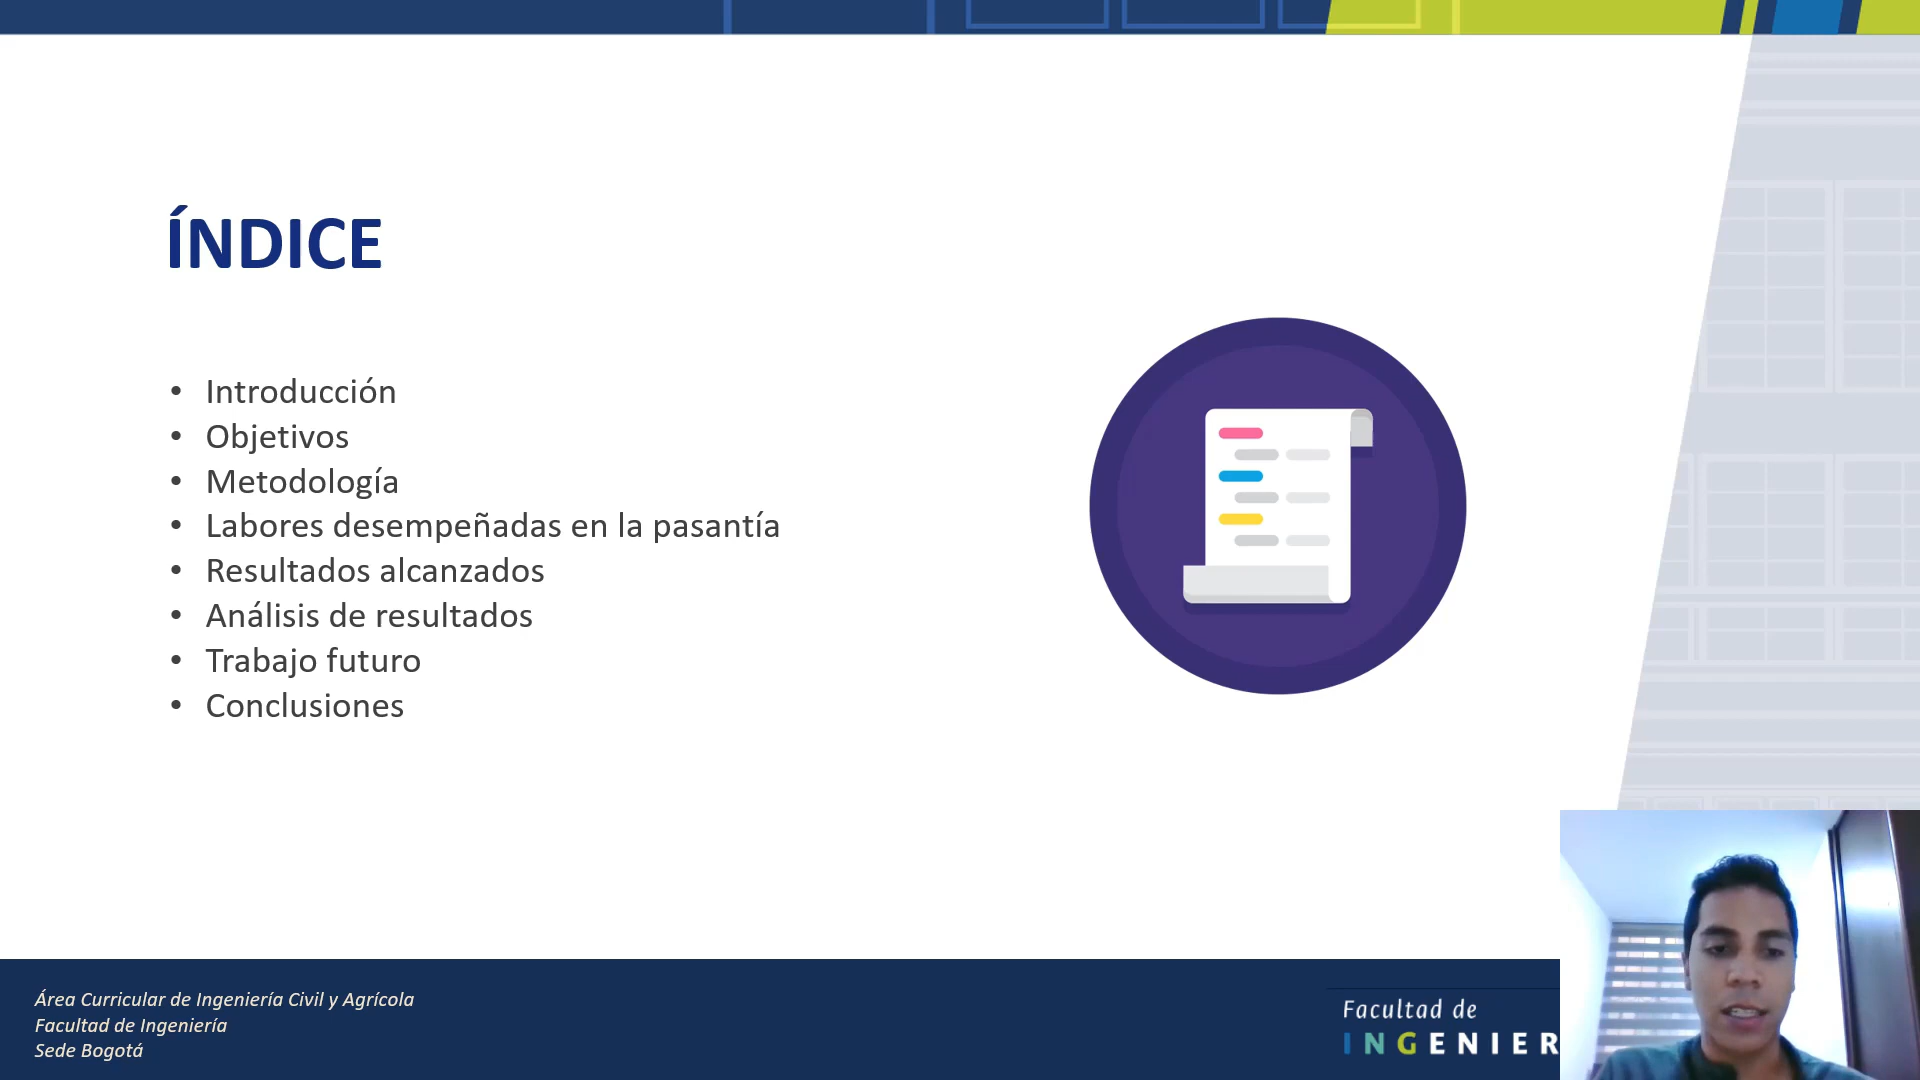 ÍNDICE
• Introducción
• Objetivos
• Metodología
• Labores desempeñadas en la pasantía
• Resultados alcanzados
• Análisis de resultados
• Trabajo futuro
• Conclusiones
Área Curricular de Ingeniería Civil y Agrícola
Facultad de Ingeniería
Sede Bogotá
Facultad de
INGENIER